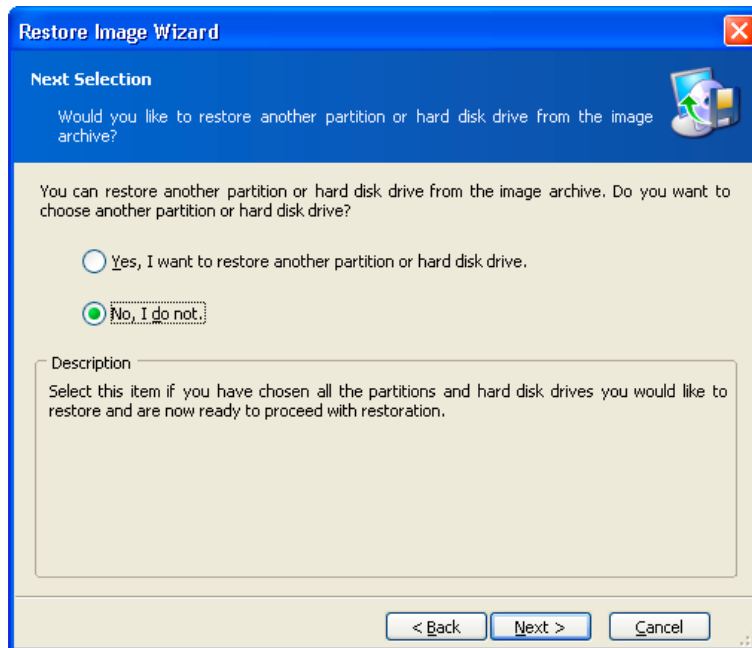 Restore Image Wizard
Next Selection
Would you like to restore another partition or hard disk drive from the image
archive?
You can restore another partition or hard disk drive from the image archive. Do you want to
choose another partition or hard disk drive?
Yes, I want to restore another partition or hard disk drive.
No, I do not.
Description
Select this item if you have chosen all the partitions and hard disk drives you would like to
restore and are now ready to proceed with restoration.
< Back Next > Cancel